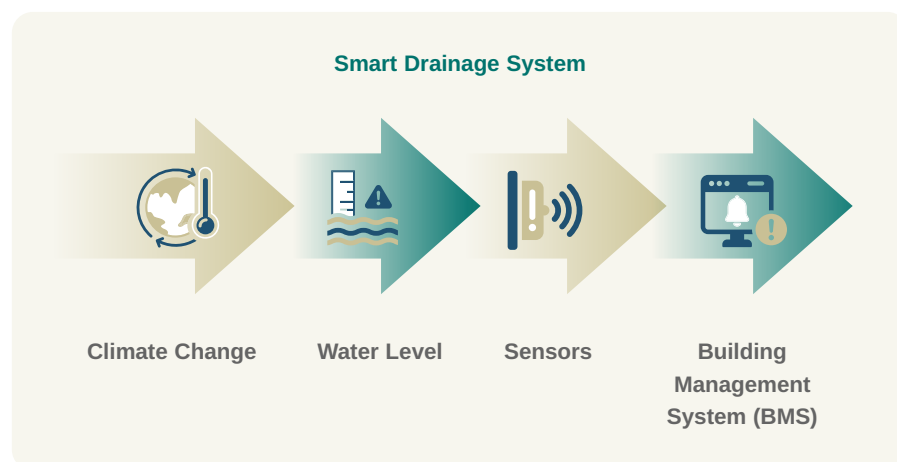 Smart Drainage System
Climate Change
Water Level
Sensors
Building
Management
System (BMS)